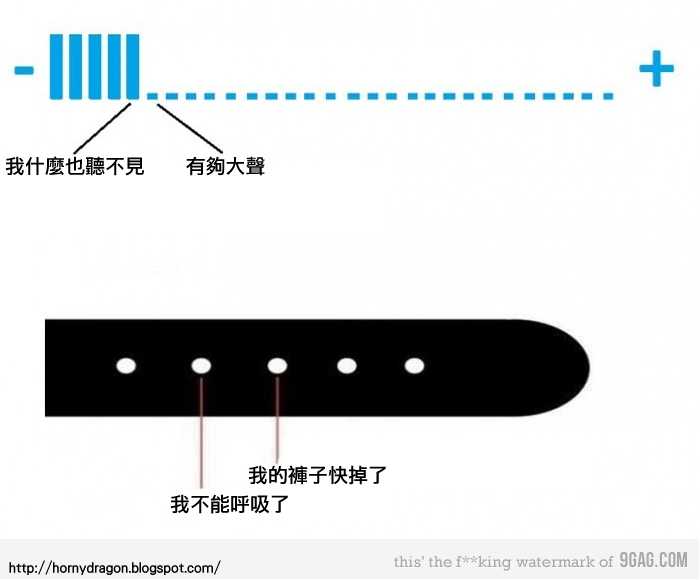 - +
我什麼也聽不見 有夠大聲
我的褲子快掉了
我不能呼吸了
http://hornydragon.blogspot.com/ this' the f**king watermark of 9GAG.COM